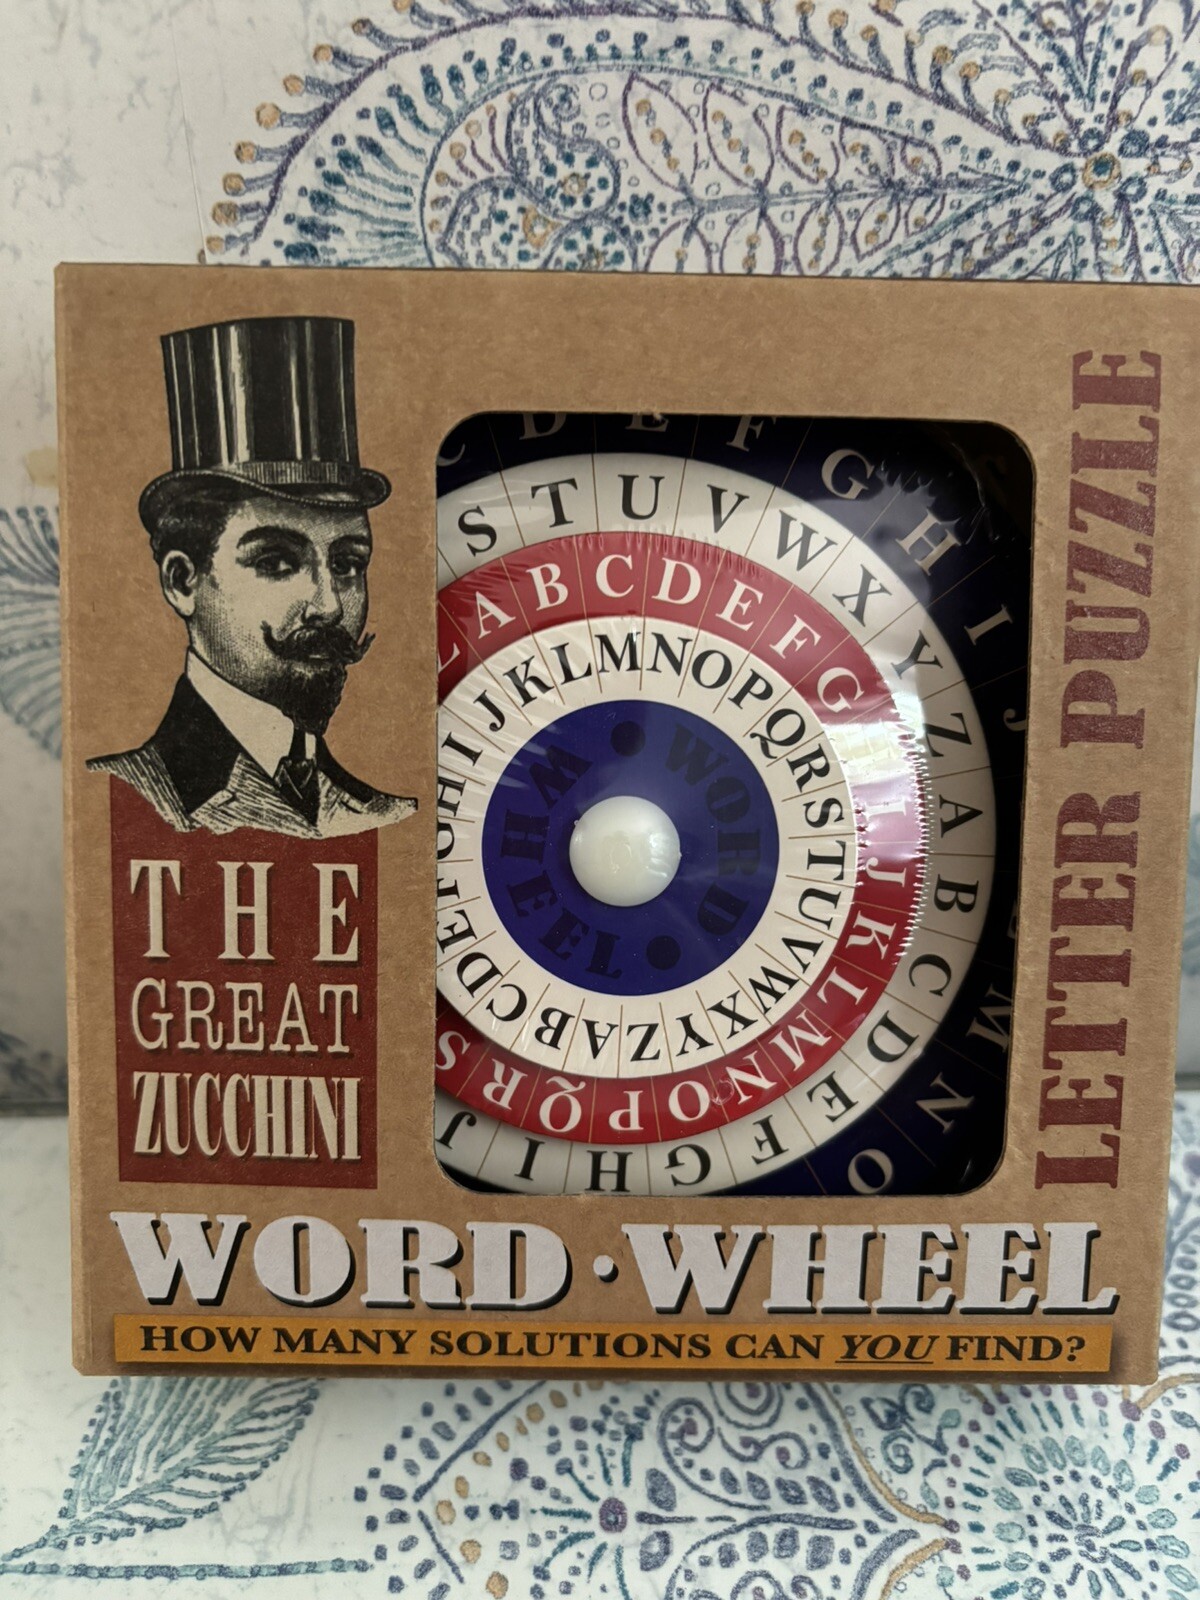 THE
GREAT
ZUCCHINI
LETTER PUZZLE
D E F G H I J M N O
S T U V W X Y Z A B C D E F G H I J
A B C D E F G I J K L M N O P Q R S
C D E F G H I J K L M N O P Q R S T U V W X Y Z A B
WORD • WHEEL •
WORD·WHEEL
HOW MANY SOLUTIONS CAN YOU FIND?